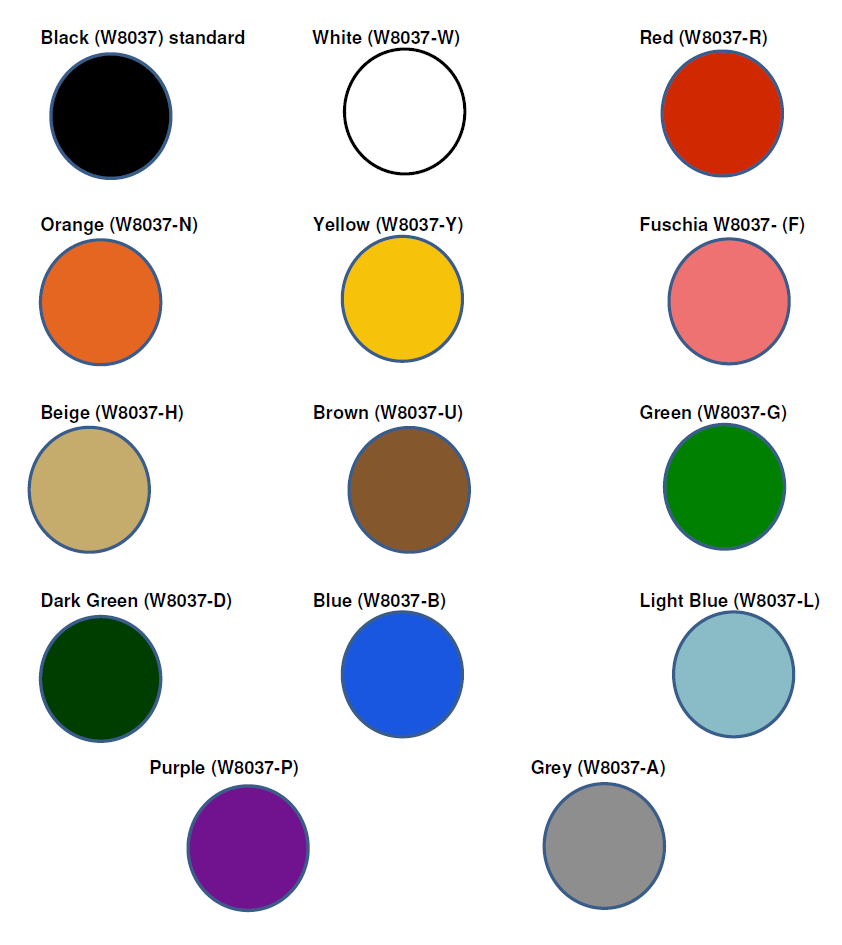 Black (W8037) standard
White (W8037-W)
Red (W8037-R)
Orange (W8037-N)
Yellow (W8037-Y)
Fuschia W8037- (F)
Beige (W8037-H)
Brown (W8037-U)
Green (W8037-G)
Dark Green (W8037-D)
Blue (W8037-B)
Light Blue (W8037-L)
Purple (W8037-P)
Grey (W8037-A)